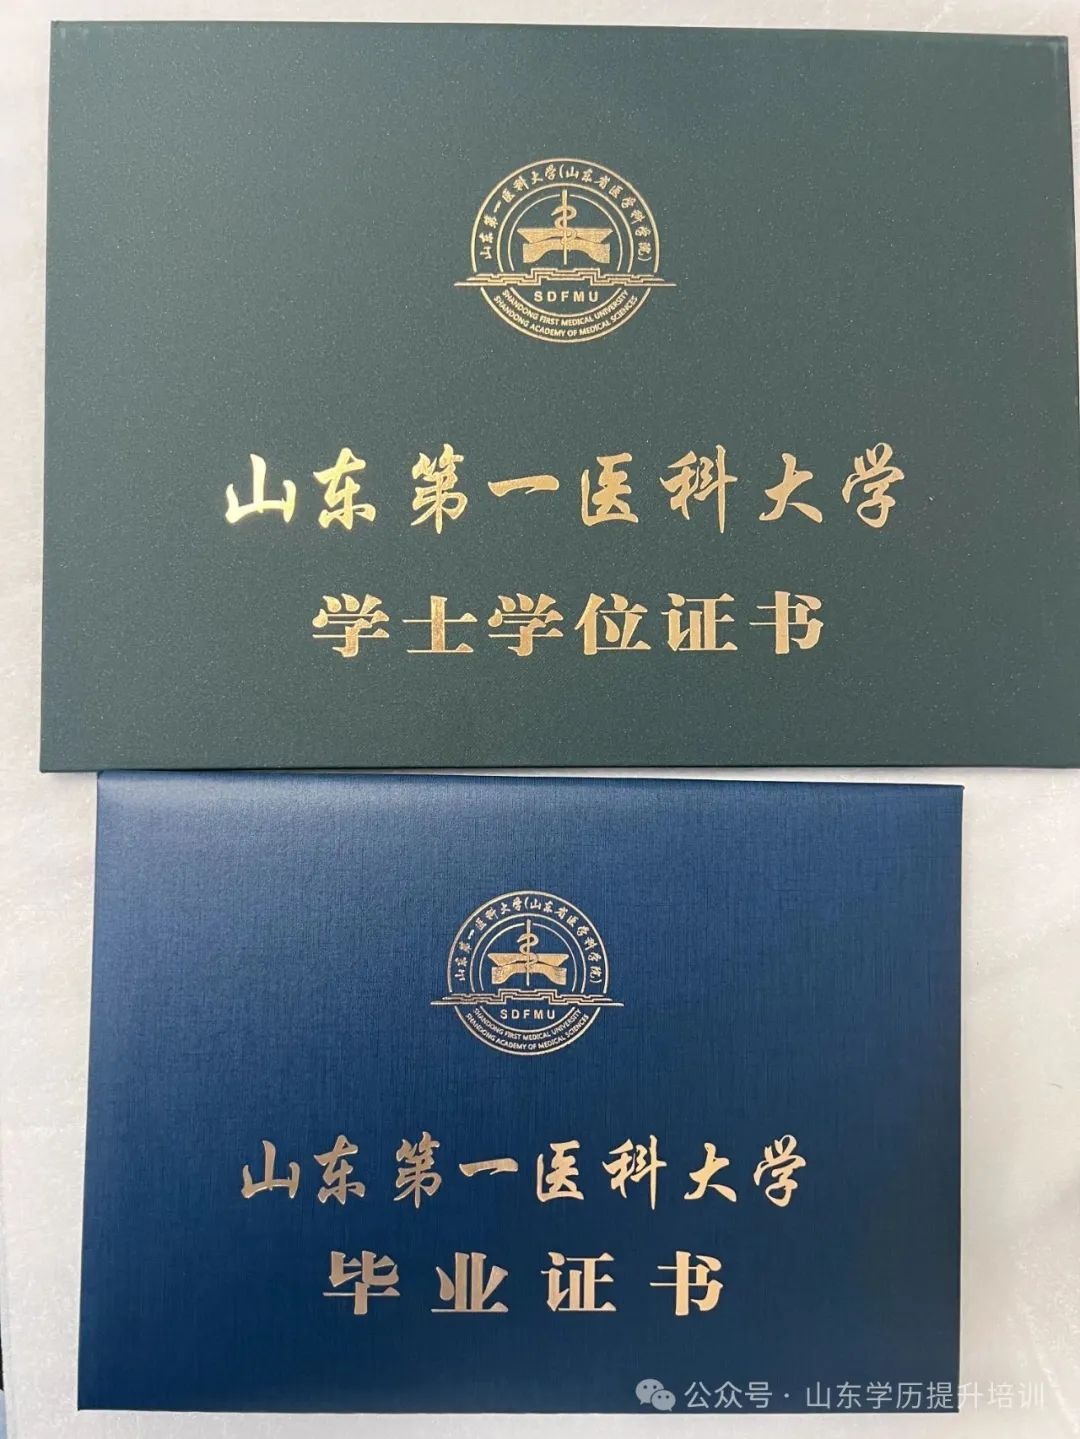 山东第一医科大学(山东省医学科学院)
SDFMU
SHANDONG FIRST MEDICAL UNIVERSITY
SHANDONG ACADEMY OF MEDICAL SCIENCES
山东第一医科大学
学士学位证书
山东第一医科大学(山东省医学科学院)
SDFMU
SHANDONG FIRST MEDICAL UNIVERSITY
SHANDONG ACADEMY OF MEDICAL SCIENCES
山东第一医科大学
毕业证书
公众号·山东学历提升培训